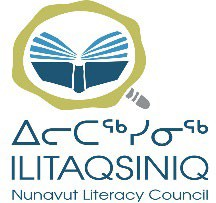 ᐃᓕᑕᖅᓯᓂᖅ
ILITAQSINIQ
Nunavut Literacy Council